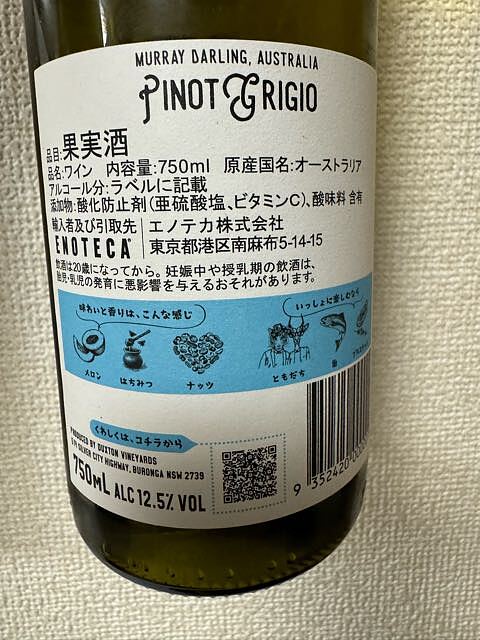 MURRAY DARLING, AUSTRALIA
PINOT GRIGIO
品目:果実酒
品名:ワイン 内容量:750ml 原産国名:オーストラリア
アルコール分:ラベルに記載
添加物:酸化防止剤(亜硫酸塩、ビタミンC)、酸味料 含有
輸入者及び引取先 エノテカ株式会社
ENOTECA 東京都港区南麻布5-14-15
飲酒は20歳になってから。妊娠中や授乳期の飲酒は、
胎児・乳児の発育に悪影響を与えるおそれがあります。
味わいと香りは、こんな感じ
いっしょに楽しむなら
メロン はちみつ ナッツ
ともだち 魚
くわしくは、コチラから
PRODUCED BY DUXTON VINEYARDS
SILVER CITY HIGHWAY, BURONGA NSW 2739
750mL ALC 12.5% VOL
9 352420